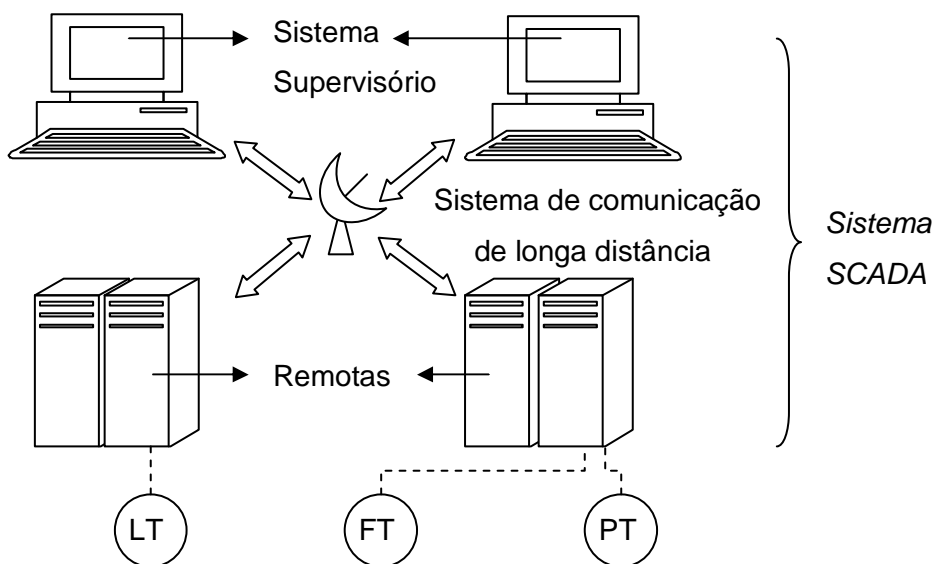 Sistema
Supervisório
Sistema de comunicação
de longa distância
Sistema
SCADA
Remotas
LT
FT
PT